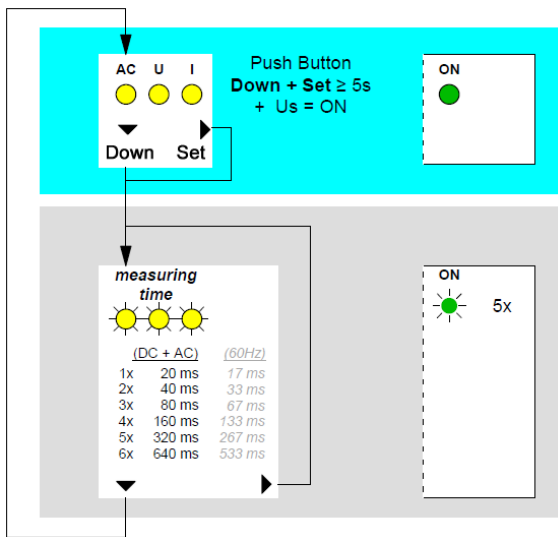 AC U I
Push Button
Down + Set ≥ 5s
+ Us = ON
ON
Down Set
measuring
time
ON
5x
(DC + AC) (60Hz)
1x 20 ms 17 ms
2x 40 ms 33 ms
3x 80 ms 67 ms
4x 160 ms 133 ms
5x 320 ms 267 ms
6x 640 ms 533 ms